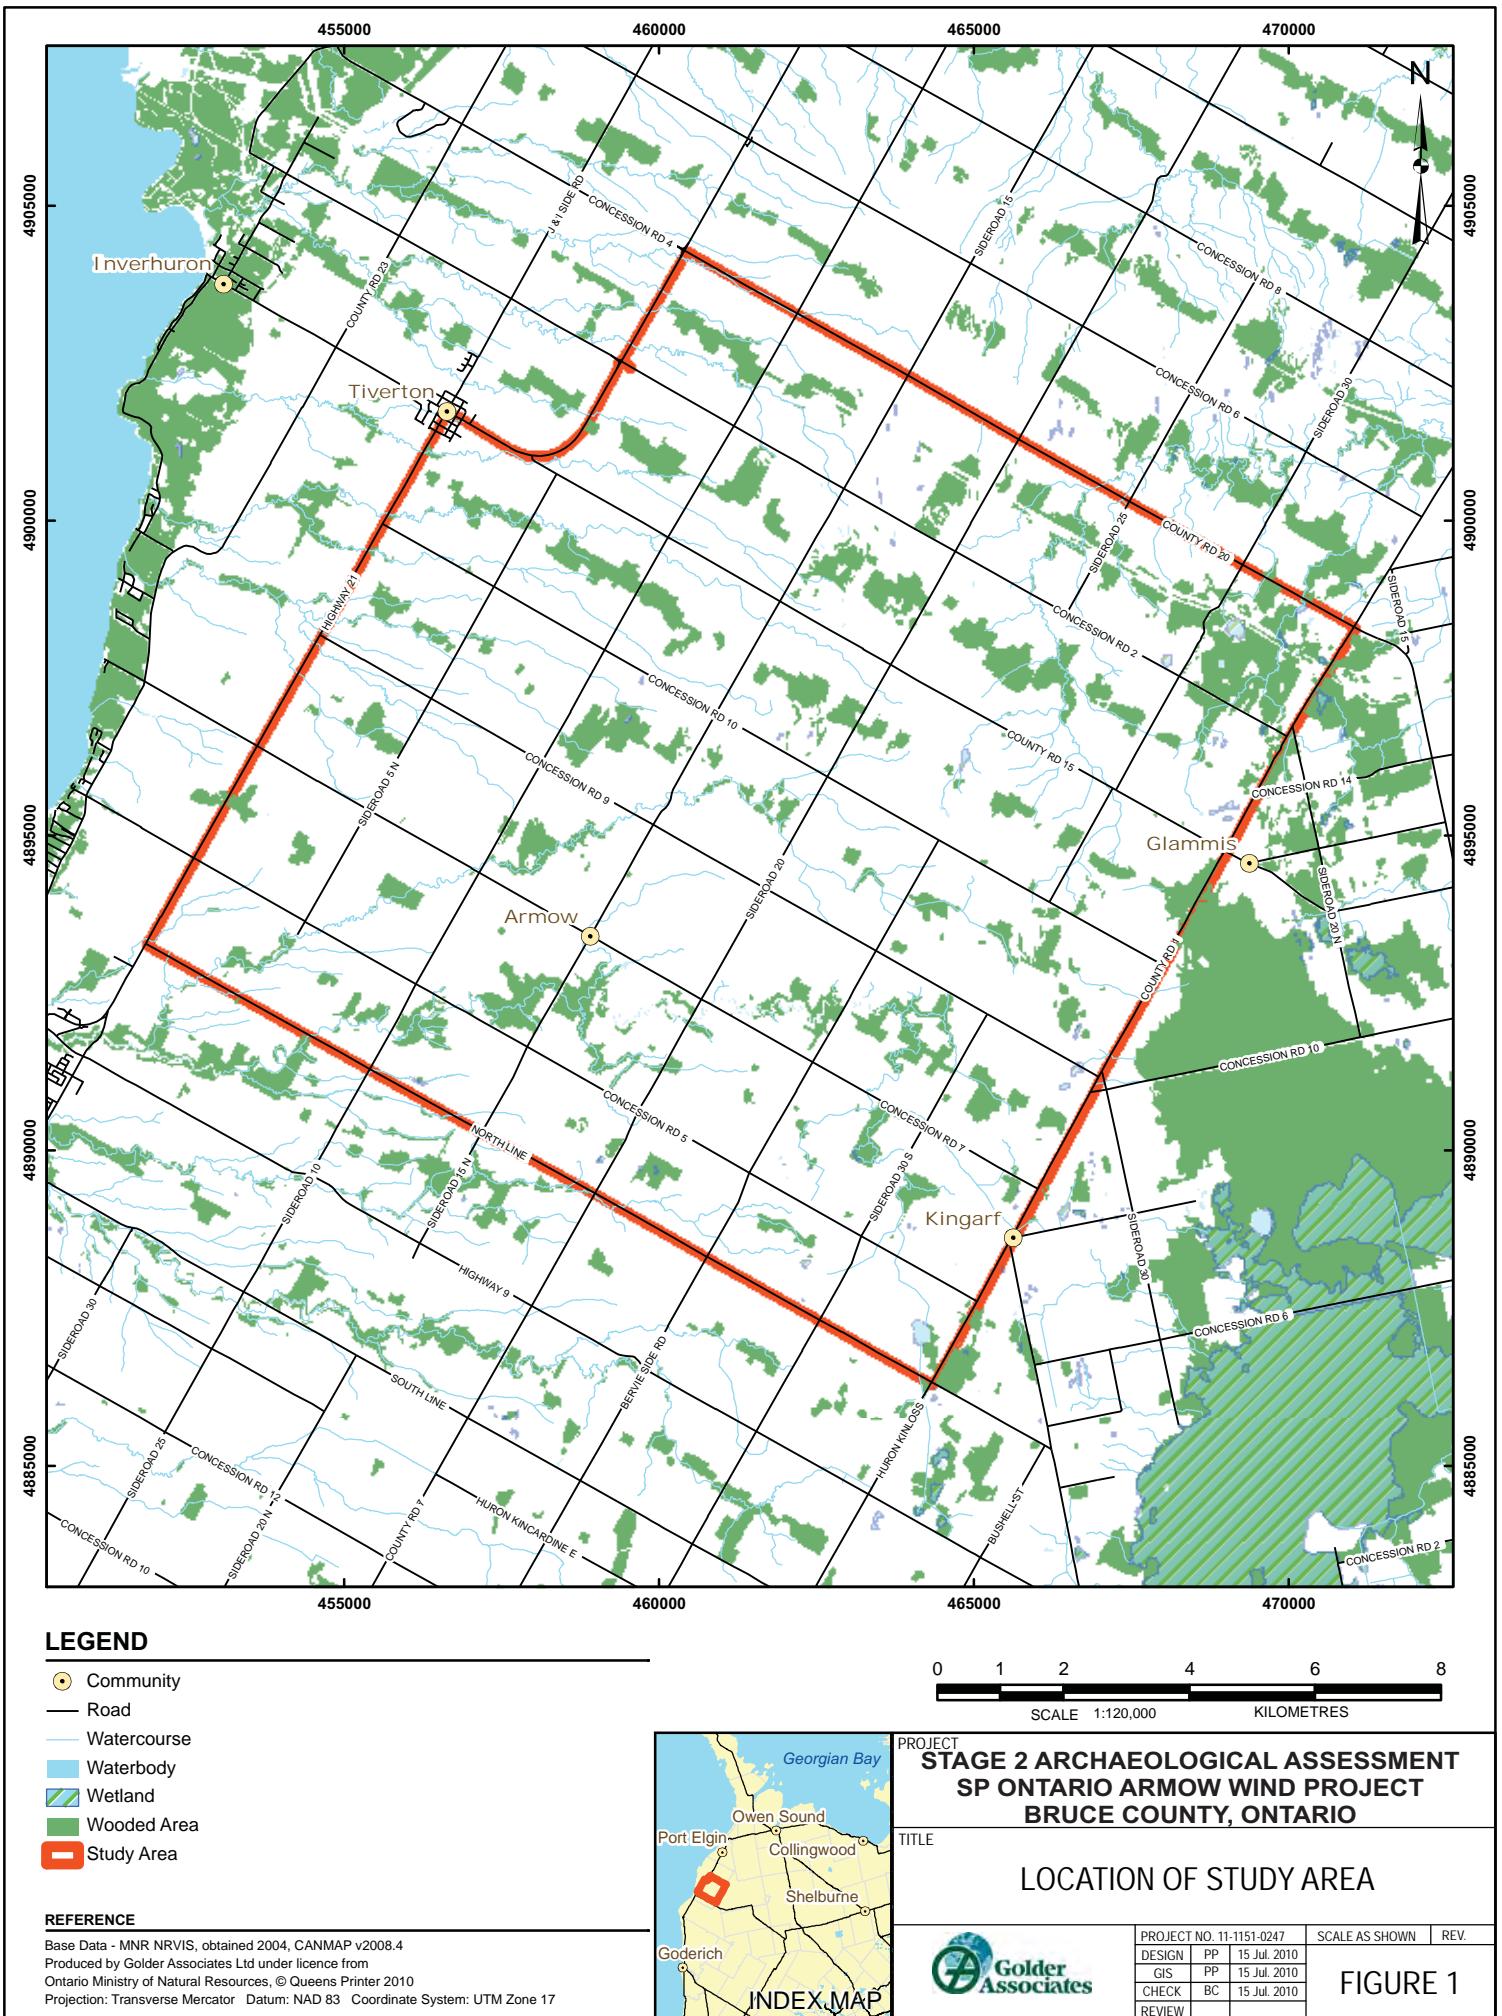 455000 460000 465000 470000
N
4905000
4905000
4900000
4900000
4895000
4895000
4890000
4890000
4885000
4885000
Inverhuron
Tiverton
Armow
Glammis
Kingarf
J & I SIDE RD
CONCESSION RD 4
COUNTY RD 23
SIDEROAD 15
CONCESSION RD 8
CONCESSION RD 6
SIDEROAD 30
SIDEROAD 25
COUNTY RD 20
SIDEROAD 15
HIGHWAY 21
CONCESSION RD 2
CONCESSION RD 10
COUNTY RD 15
SIDEROAD 5 N
CONCESSION RD 9
CONCESSION RD 14
SIDEROAD 20
SIDEROAD 20 N
COUNTY RD 1
CONCESSION RD 10
CONCESSION RD 5
CONCESSION RD 7
NORTH LINE
SIDEROAD 10
SIDEROAD 15 N
SIDEROAD 30 S
SIDEROAD 30
HIGHWAY 9
SIDEROAD 30
CONCESSION RD 6
SOUTH LINE
BERVIE SIDE RD
HURON KINLOSS
SIDEROAD 25
CONCESSION RD 12
SIDEROAD 20 N
COUNTY RD 7
HURON KINCARDINE E
BUSHELL ST
CONCESSION RD 10
CONCESSION RD 2
455000 460000 465000 470000
LEGEND
Community
Road
Watercourse
Waterbody
Wetland
Wooded Area
Study Area
0 1 2 4 6 8
SCALE 1:120,000 KILOMETRES
REFERENCE
Base Data - MNR NRVIS, obtained 2004, CANMAP v2008.4
Produced by Golder Associates Ltd under licence from
Ontario Ministry of Natural Resources, © Queens Printer 2010
Projection: Transverse Mercator Datum: NAD 83 Coordinate System: UTM Zone 17
Georgian Bay
Owen Sound
Port Elgin
Collingwood
Shelburne
Goderich
INDEX MAP
PROJECT
STAGE 2 ARCHAEOLOGICAL ASSESSMENT
SP ONTARIO ARMOW WIND PROJECT
BRUCE COUNTY, ONTARIO
TITLE
LOCATION OF STUDY AREA
Golder
Associates
PROJECT NO. 11-1151-0247 SCALE AS SHOWN REV.
DESIGN PP 15 Jul. 2010
GIS PP 15 Jul. 2010
CHECK BC 15 Jul. 2010
REVIEW
FIGURE 1